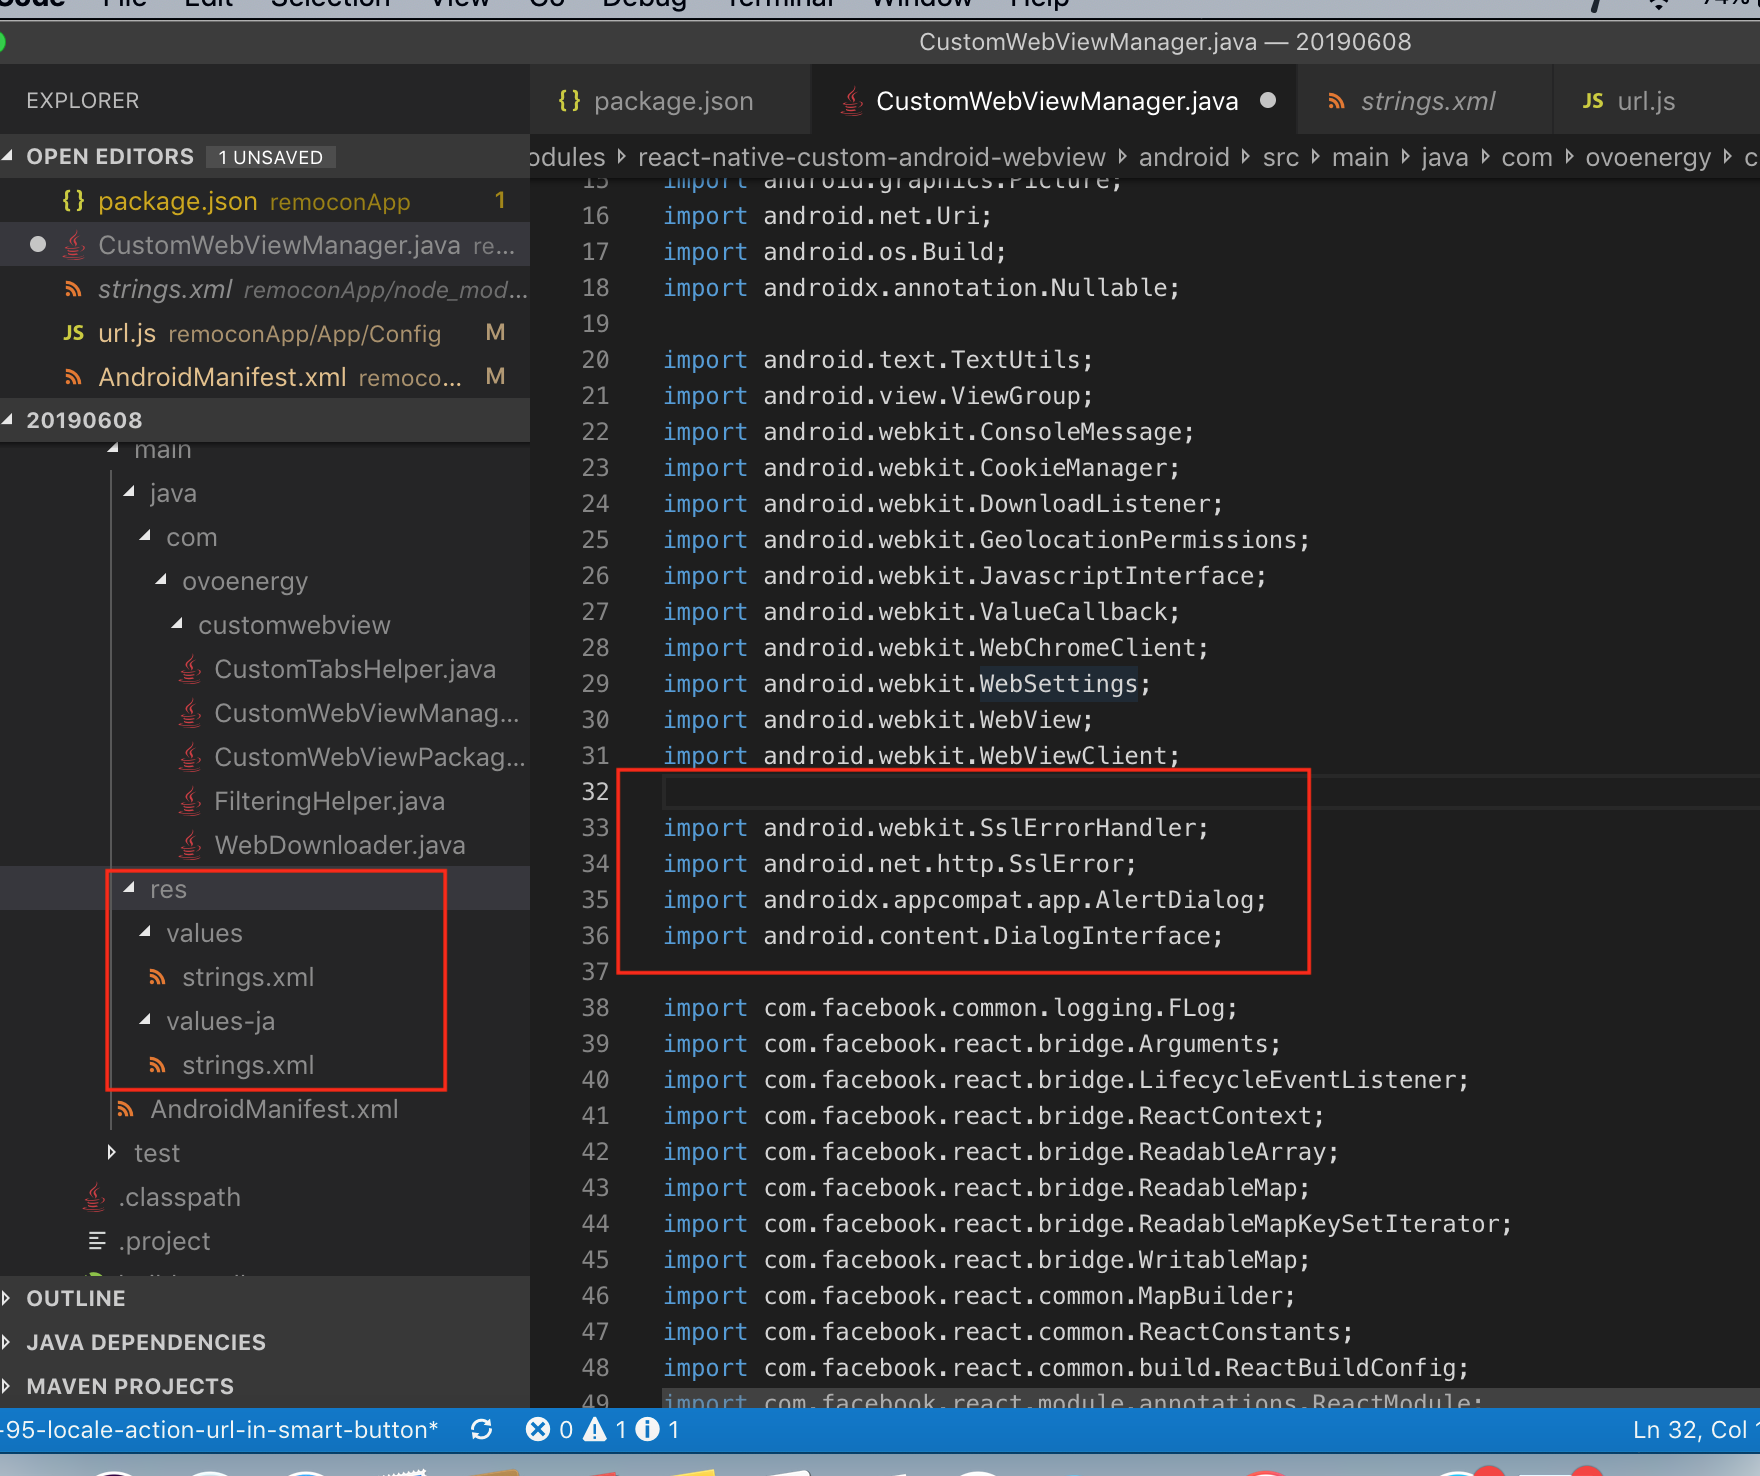 File Edit Selection View Go Debug Terminal Window Help
CustomWebViewManager.java — 20190608
EXPLORER
OPEN EDITORS 1 UNSAVED
{} package.json remoconApp 1
CustomWebViewManager.java re...
strings.xml remoconApp/node_mod...
JS url.js remoconApp/App/Config M
AndroidManifest.xml remoco... M
20190608
main
java
com
ovoenergy
customwebview
CustomTabsHelper.java
CustomWebViewManag...
CustomWebViewPackag...
FilteringHelper.java
WebDownloader.java
res
values
strings.xml
values-ja
strings.xml
AndroidManifest.xml
test
.classpath
.project
OUTLINE
JAVA DEPENDENCIES
MAVEN PROJECTS
{} package.json
CustomWebViewManager.java
strings.xml
JS url.js
odules react-native-custom-android-webview android src main java com ovoenergy c
15 import android.graphics.Picture;
16 import android.net.Uri;
17 import android.os.Build;
18 import androidx.annotation.Nullable;
19
20 import android.text.TextUtils;
21 import android.view.ViewGroup;
22 import android.webkit.ConsoleMessage;
23 import android.webkit.CookieManager;
24 import android.webkit.DownloadListener;
25 import android.webkit.GeolocationPermissions;
26 import android.webkit.JavascriptInterface;
27 import android.webkit.ValueCallback;
28 import android.webkit.WebChromeClient;
29 import android.webkit.WebSettings;
30 import android.webkit.WebView;
31 import android.webkit.WebViewClient;
32
33 import android.webkit.SslErrorHandler;
34 import android.net.http.SslError;
35 import androidx.appcompat.app.AlertDialog;
36 import android.content.DialogInterface;
37
38 import com.facebook.common.logging.FLog;
39 import com.facebook.react.bridge.Arguments;
40 import com.facebook.react.bridge.LifecycleEventListener;
41 import com.facebook.react.bridge.ReactContext;
42 import com.facebook.react.bridge.ReadableArray;
43 import com.facebook.react.bridge.ReadableMap;
44 import com.facebook.react.bridge.ReadableMapKeySetIterator;
45 import com.facebook.react.bridge.WritableMap;
46 import com.facebook.react.common.MapBuilder;
47 import com.facebook.react.common.ReactConstants;
48 import com.facebook.react.common.build.ReactBuildConfig;
49 import com.facebook.react.module.annotations.ReactModule;
-95-locale-action-url-in-smart-button* 0 1 1
Ln 32, Col